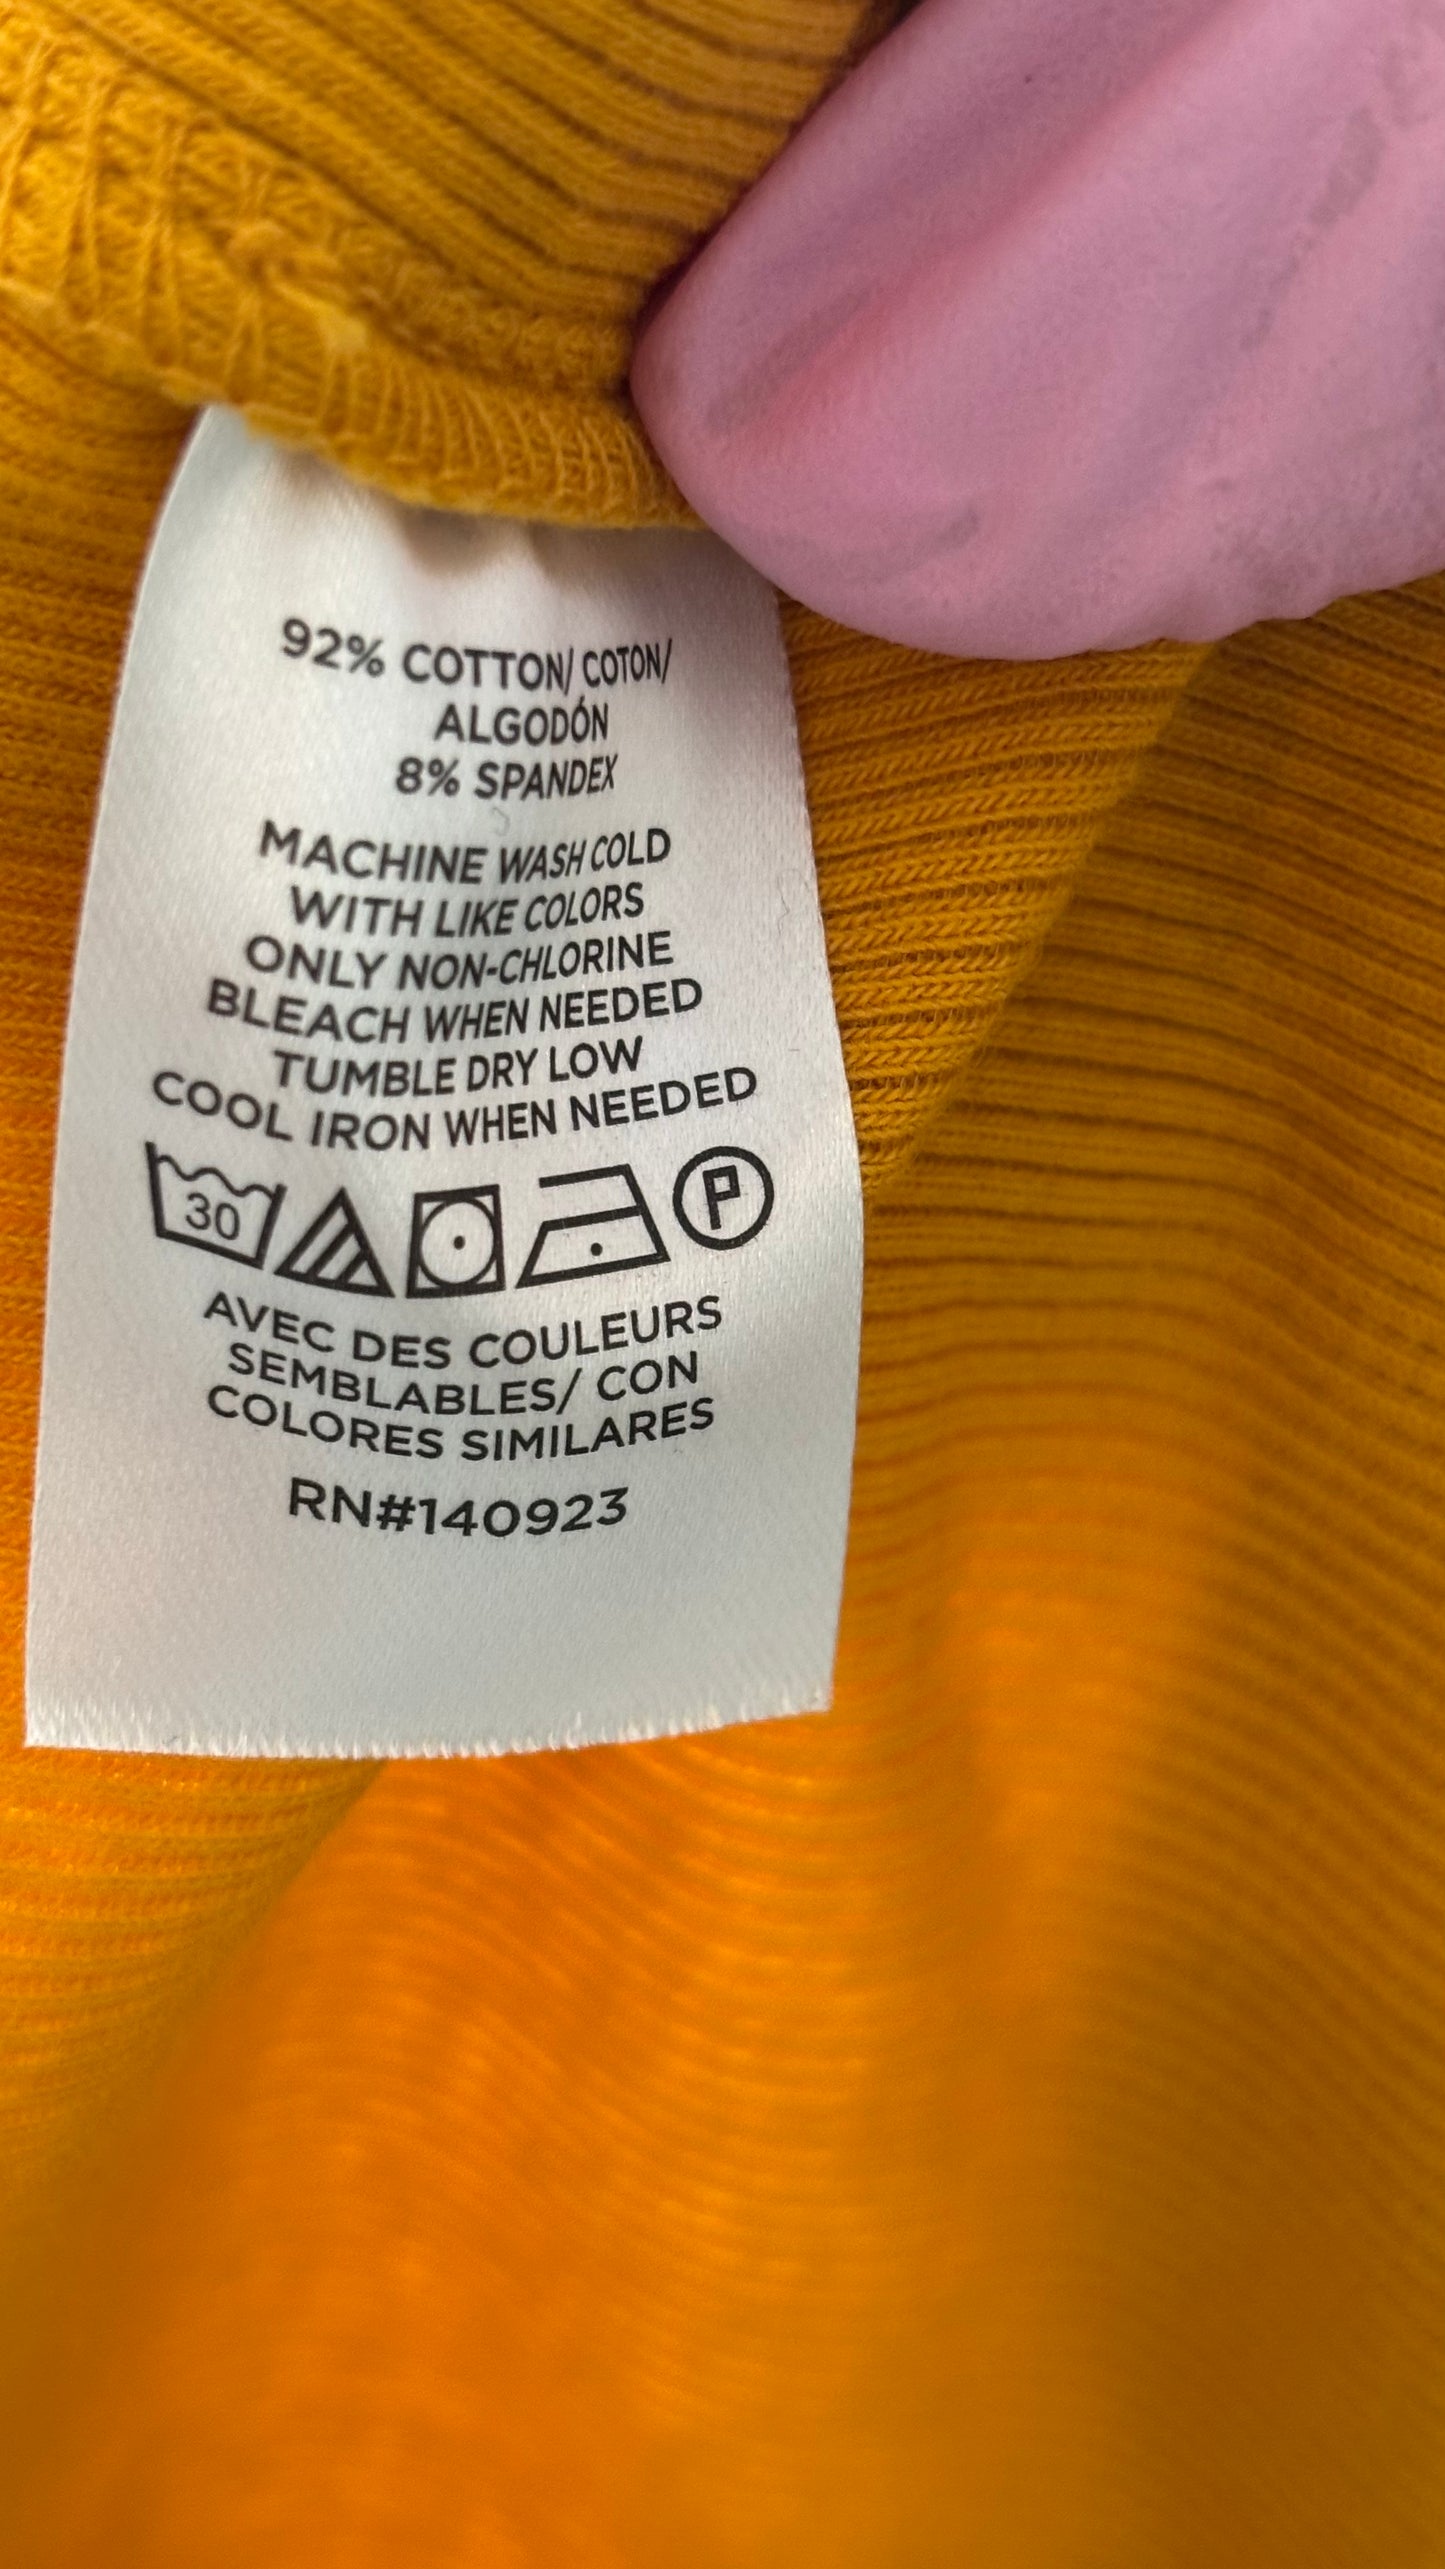 92% COTTON/ COTON/
ALGODÓN
8% SPANDEX
MACHINE WASH COLD
WITH LIKE COLORS
ONLY NON-CHLORINE
BLEACH WHEN NEEDED
TUMBLE DRY LOW
COOL IRON WHEN NEEDED
30 P
AVEC DES COULEURS
SEMBLABLES/ CON
COLORES SIMILARES
RN#140923